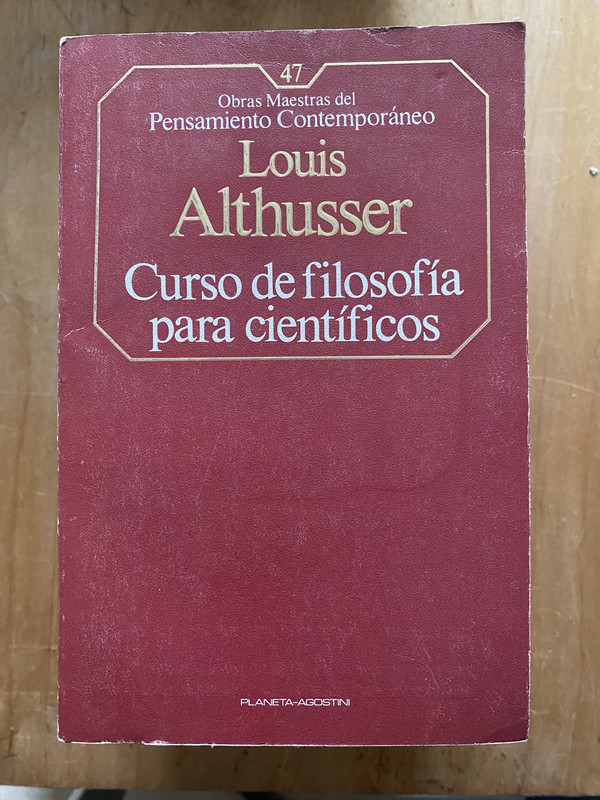 47
Obras Maestras del
Pensamiento Contemporáneo
Louis
Althusser
Curso de filosofía
para científicos
PLANETA-AGOSTINI